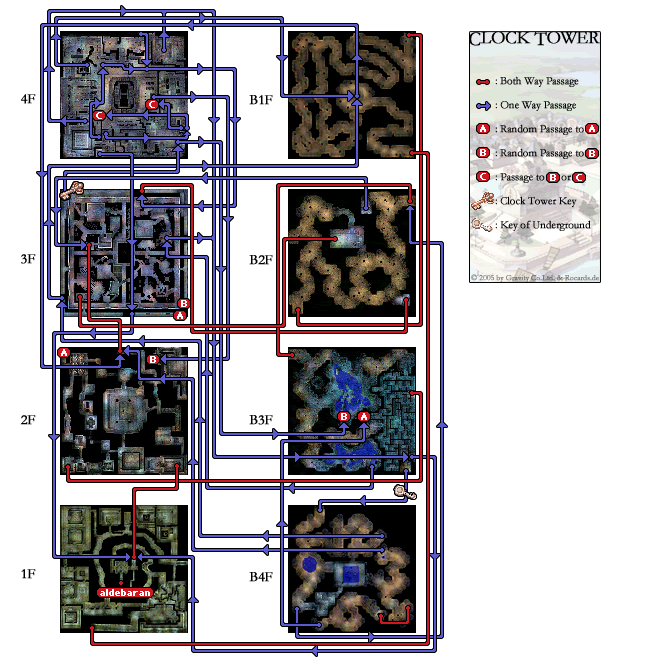 CLOCK TOWER
: Both Way Passage
: One Way Passage
A : Random Passage to A
B : Random Passage to B
C : Passage to B or C
: Clock Tower Key
: Key of Underground
© 2005 by Gravity Co Ltd. & Rocards.de
4F
C
C
B1F
3F
B
A
B2F
2F
A
B
B3F
B
A
1F
aldebaran
B4F